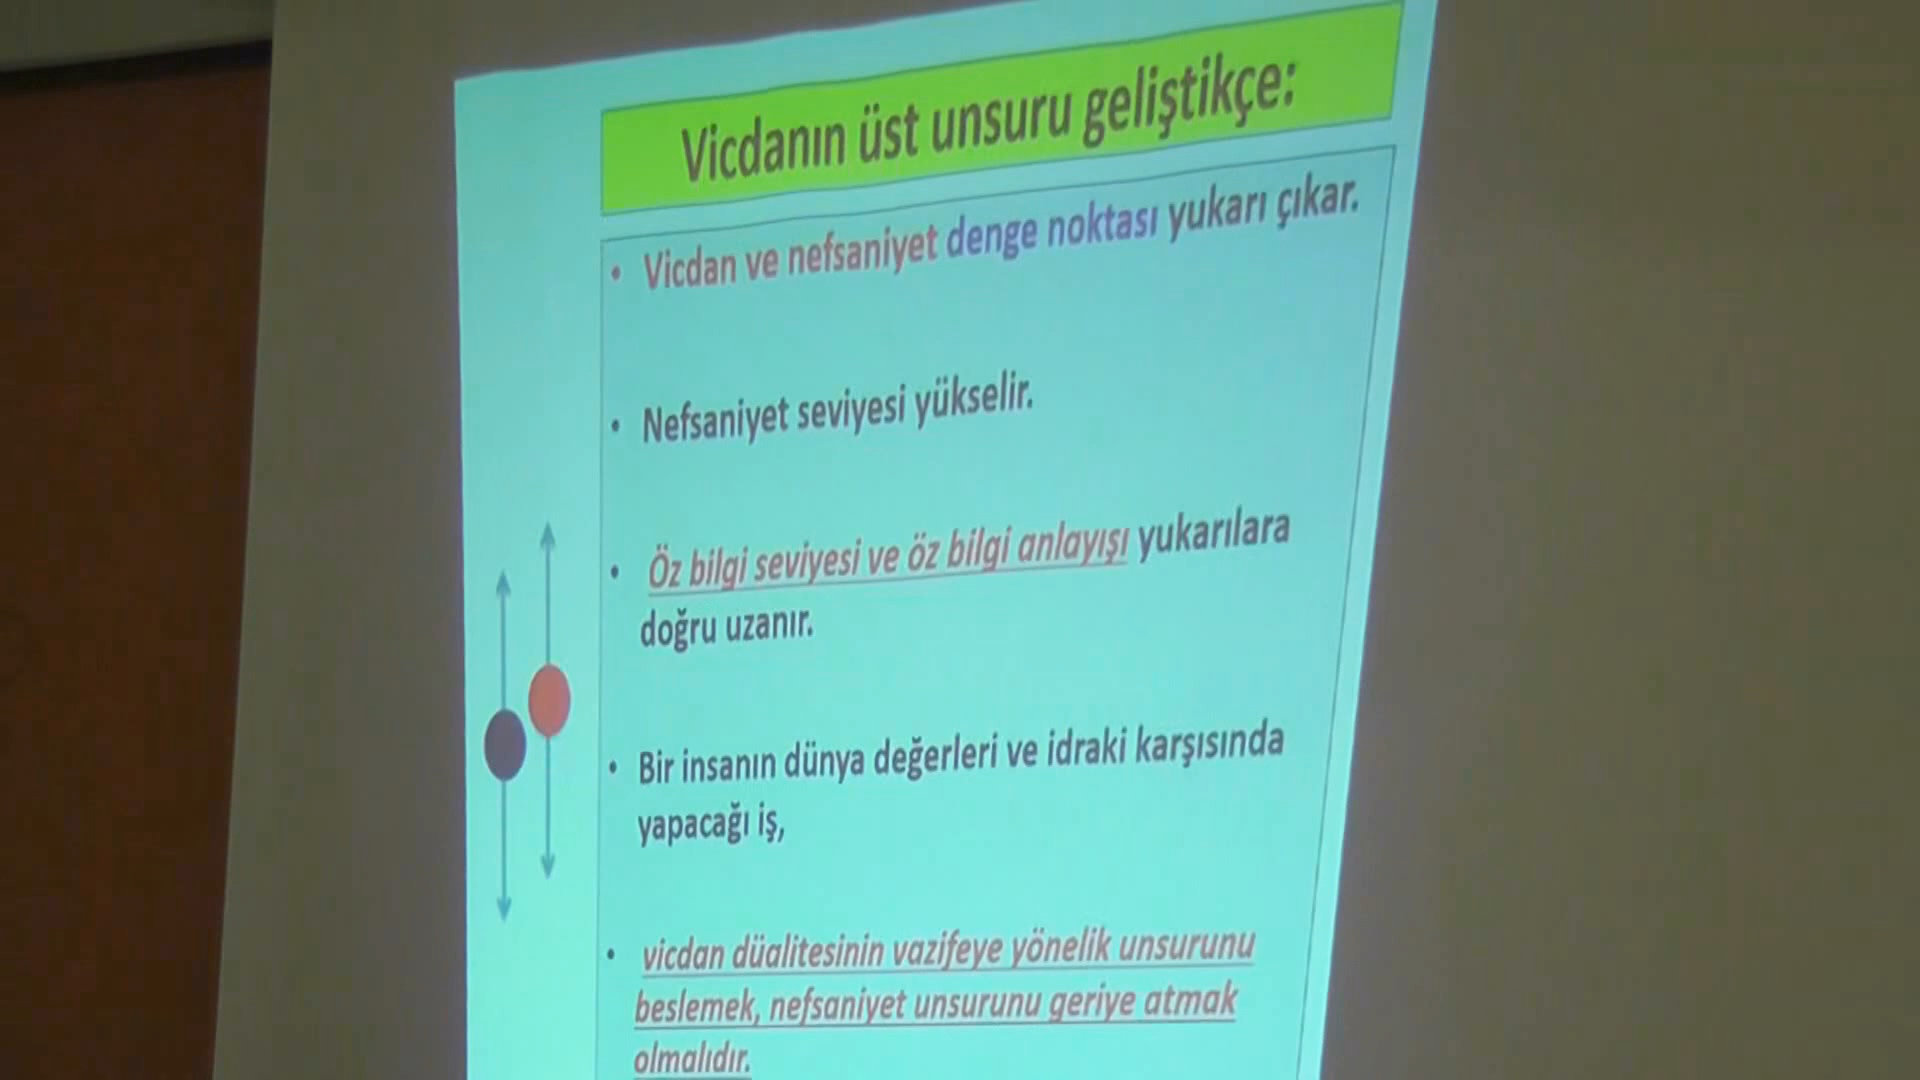 Vicdanın üst unsuru geliştikçe:
• Vicdan ve nefsaniyet denge noktası yukarı çıkar.
• Nefsaniyet seviyesi yükselir.
• Öz bilgi seviyesi ve öz bilgi anlayışı yukarılara
doğru uzanır.
• Bir insanın dünya değerleri ve idraki karşısında
yapacağı iş,
• vicdan düalitesinin vazifeye yönelik unsurunu
beslemek, nefsaniyet unsurunu geriye atmak
olmalıdır.